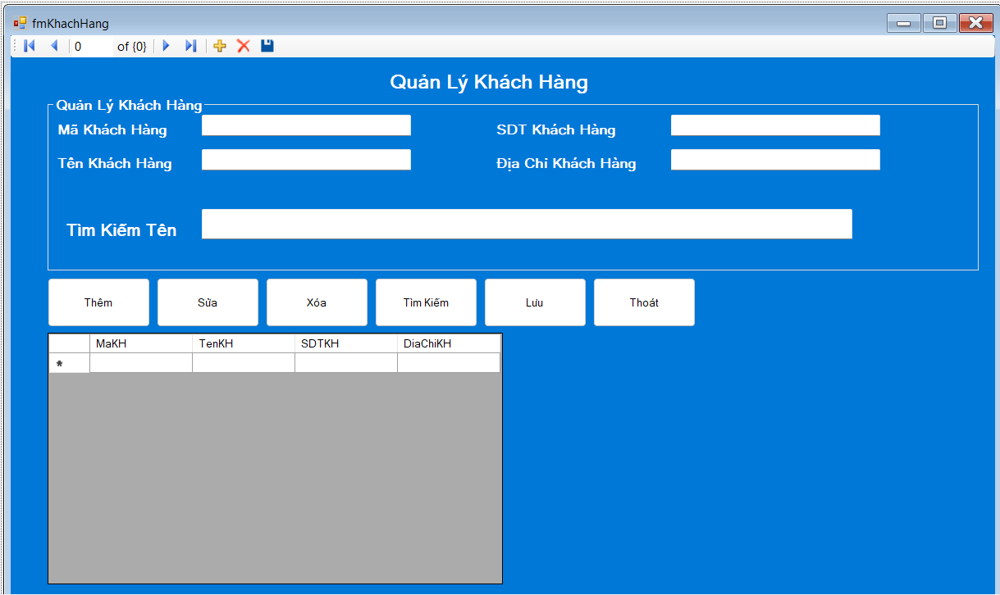 fmKhachHang
0 of {0}
Quản Lý Khách Hàng
Quản Lý Khách Hàng
Mã Khách Hàng SDT Khách Hàng
Tên Khách Hàng Địa Chỉ Khách Hàng
Tìm Kiếm Tên
Thêm Sửa Xóa Tìm Kiếm Lưu Thoát
MaKH TenKH SDTKH DiaChiKH
*